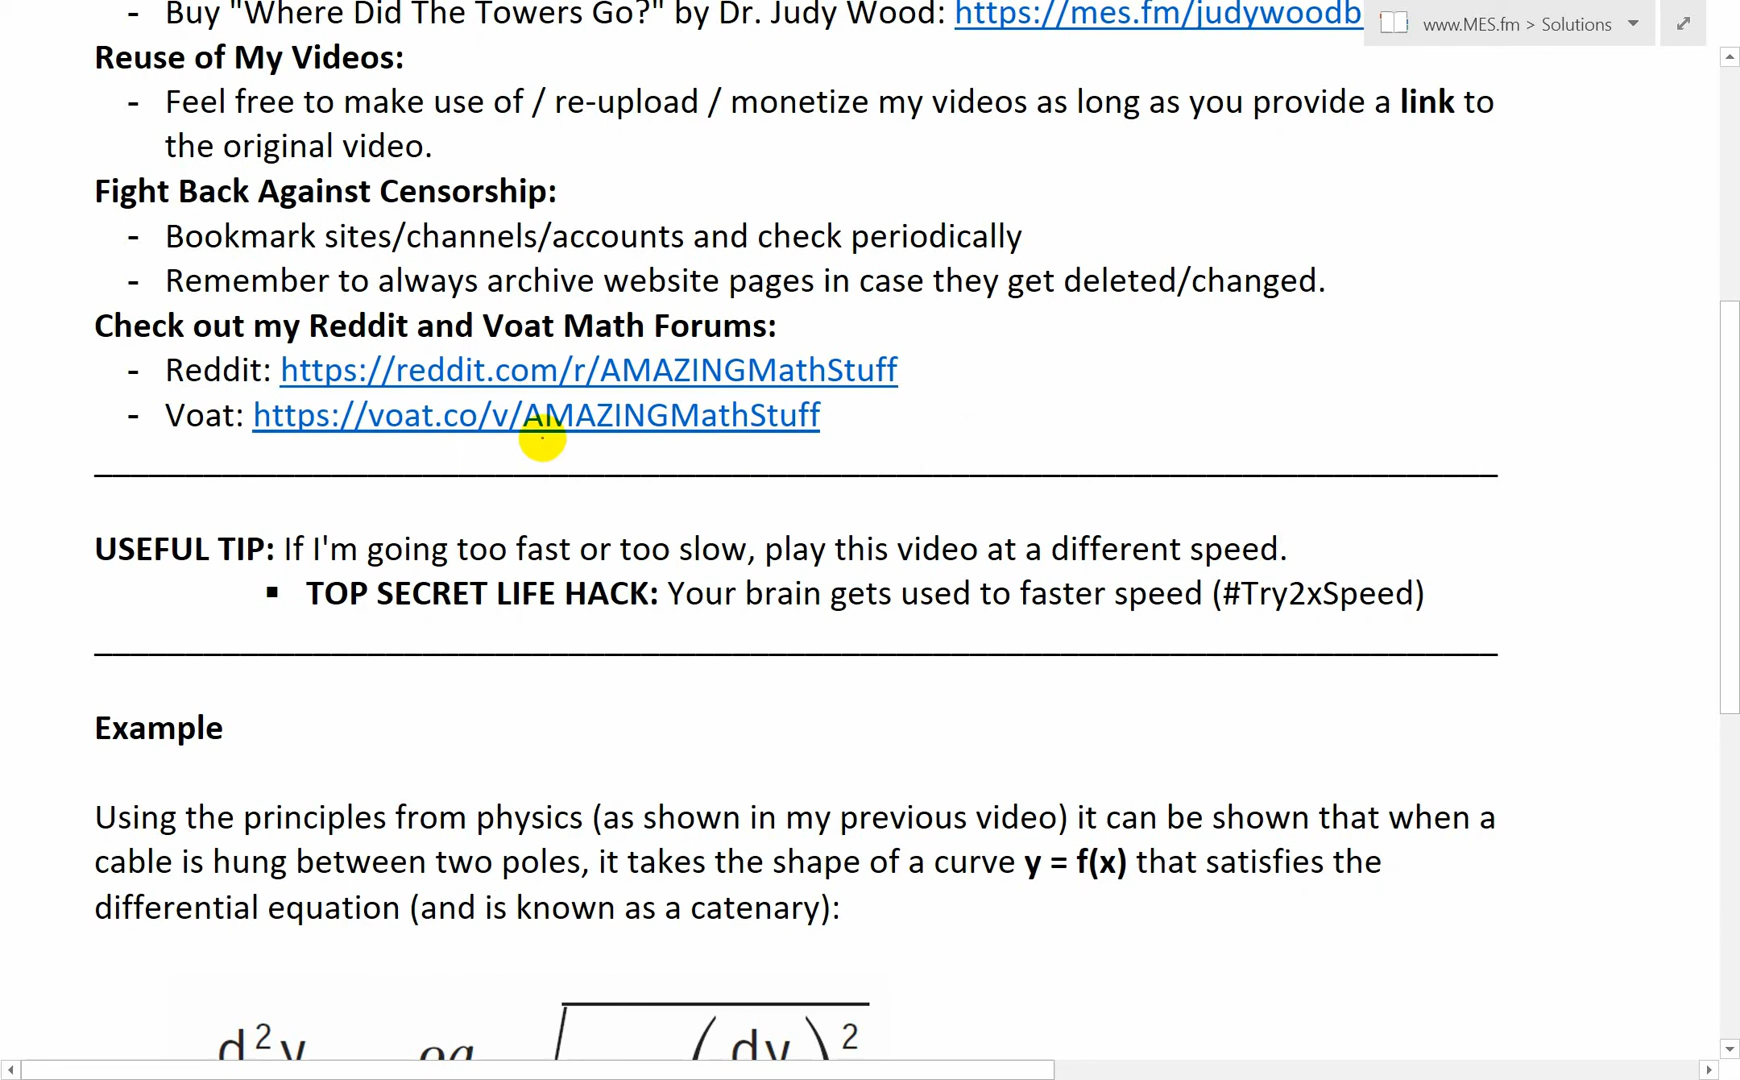 - Buy "Where Did The Towers Go?" by Dr. Judy Wood: https://mes.fm/judywoodb
www.MES.fm > Solutions
Reuse of My Videos:
- Feel free to make use of / re-upload / monetize my videos as long as you provide a link to
the original video.
Fight Back Against Censorship:
- Bookmark sites/channels/accounts and check periodically
- Remember to always archive website pages in case they get deleted/changed.
Check out my Reddit and Voat Math Forums:
- Reddit: https://reddit.com/r/AMAZINGMathStuff
- Voat: https://voat.co/v/AMAZINGMathStuff
USEFUL TIP: If I'm going too fast or too slow, play this video at a different speed.
▪ TOP SECRET LIFE HACK: Your brain gets used to faster speed (#Try2xSpeed)
Example
Using the principles from physics (as shown in my previous video) it can be shown that when a
cable is hung between two poles, it takes the shape of a curve y = f(x) that satisfies the
differential equation (and is known as a catenary):
d²y ρg √ (dy)²